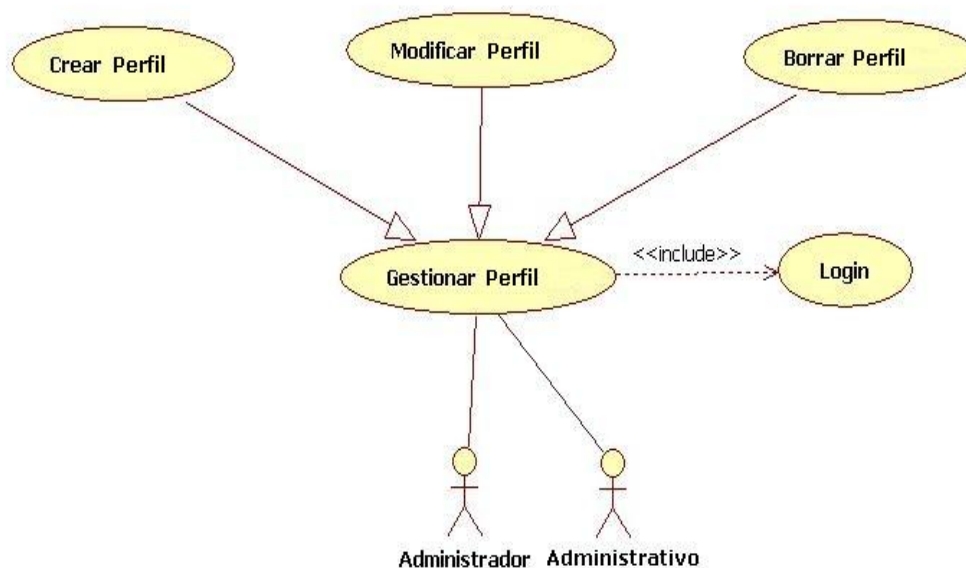 Crear Perfil
Modificar Perfil
Borrar Perfil
<<include>>
Gestionar Perfil
Login
Administrador
Administrativo